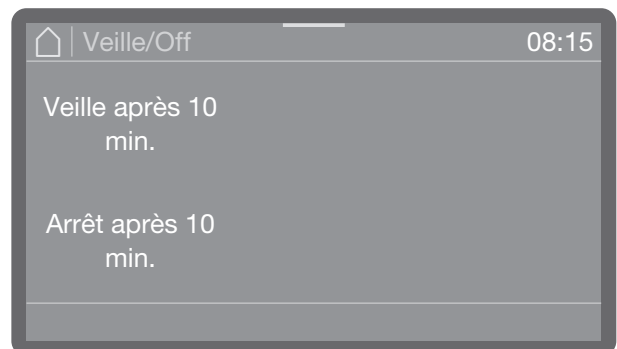 Veille/Off 08:15
Veille après 10
min.
Arrêt après 10
min.